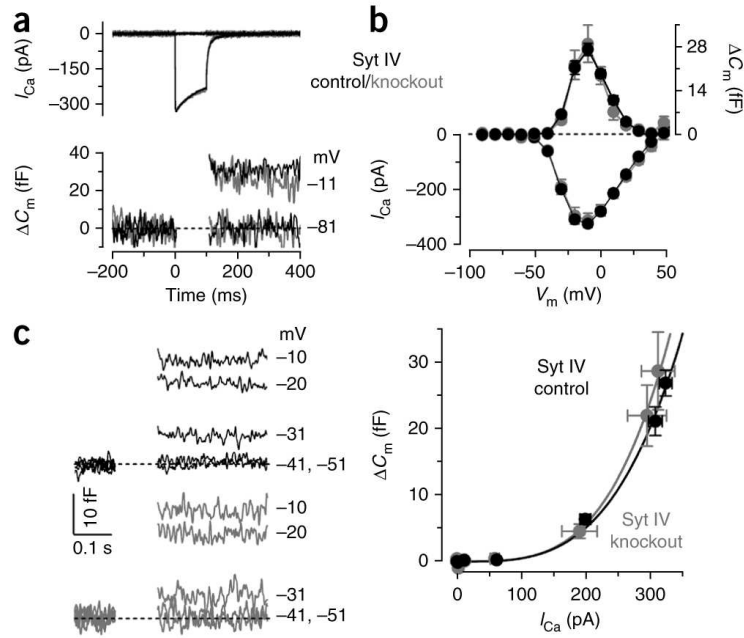 a
0
−150
−300
I_Ca (pA)
Syt IV
control/knockout
40
20
0
ΔC_m (fF)
mV
−11
−81
−200
0
200
400
Time (ms)
b
28
14
0
ΔC_m (fF)
0
−200
−400
I_Ca (pA)
−100
−50
0
50
V_m (mV)
c
mV
−10
−20
−31
−41, −51
10 fF
0.1 s
−10
−20
−31
−41, −51
30
20
10
0
ΔC_m (fF)
Syt IV
control
Syt IV
knockout
0
100
200
300
I_Ca (pA)